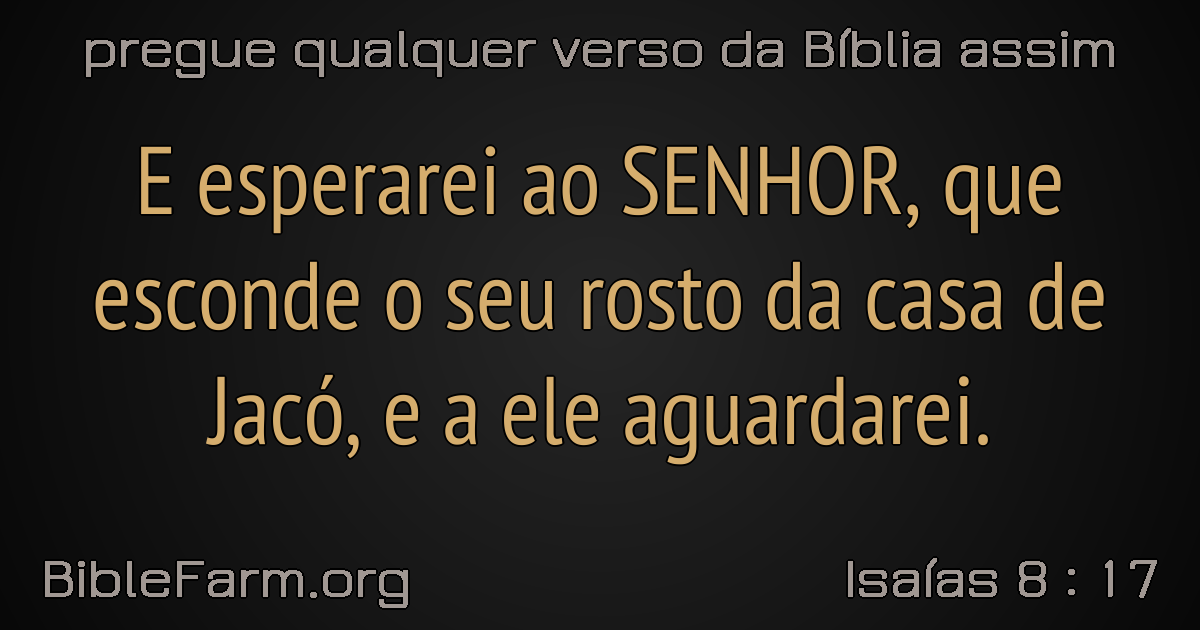 pregue qualquer verso da Bíblia assim
E esperarei ao SENHOR, que
esconde o seu rosto da casa de
Jacó, e a ele aguardarei.
BibleFarm.org
Isaías 8 : 17